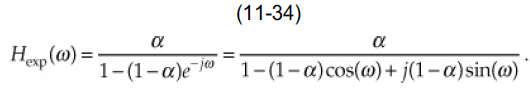 (11-34)
H_exp(ω) = α / (1−(1−α)e^{−jω}) = α / (1−(1−α)cos(ω)+j(1−α)sin(ω)) .